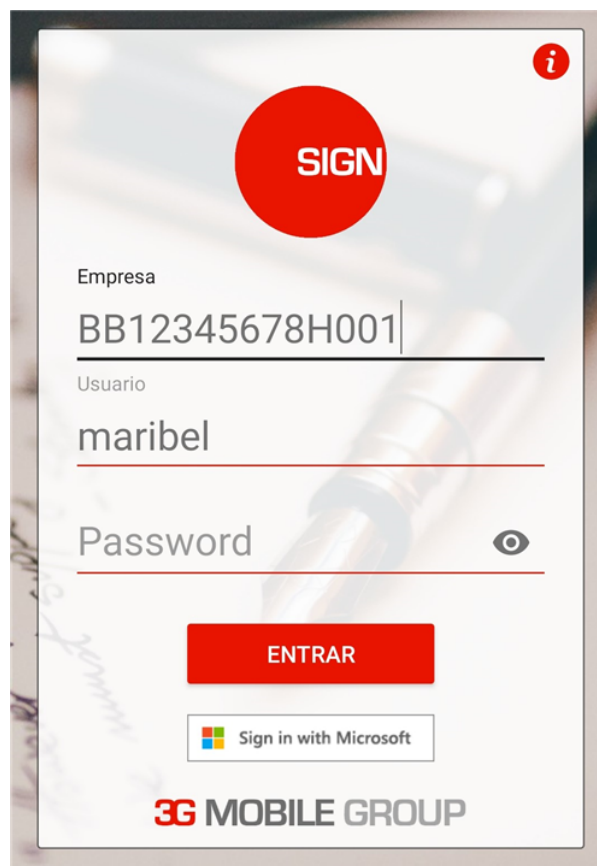 i
SIGN
Empresa
BB12345678H001
Usuario
maribel
Password
ENTRAR
Sign in with Microsoft
3G MOBILE GROUP